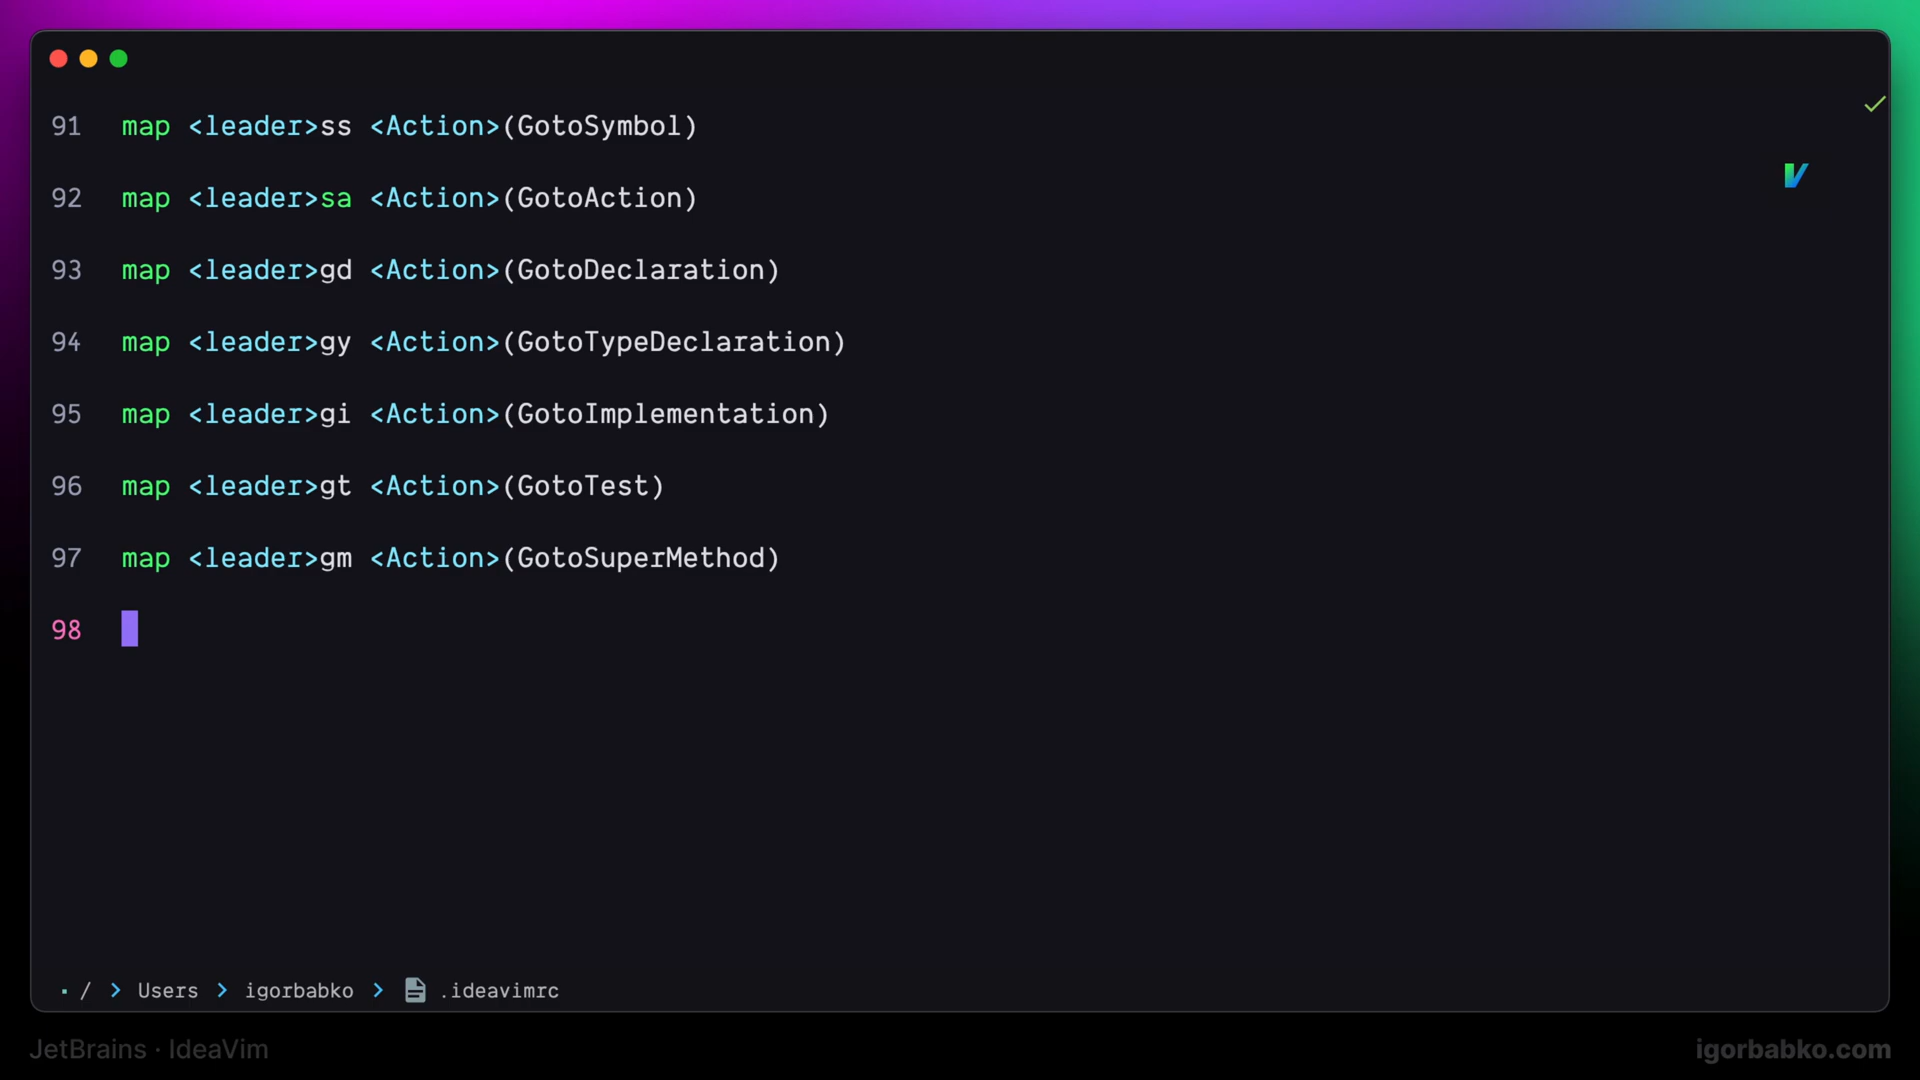 91 map <leader>ss <Action>(GotoSymbol)
92 map <leader>sa <Action>(GotoAction)
93 map <leader>gd <Action>(GotoDeclaration)
94 map <leader>gy <Action>(GotoTypeDeclaration)
95 map <leader>gi <Action>(GotoImplementation)
96 map <leader>gt <Action>(GotoTest)
97 map <leader>gm <Action>(GotoSuperMethod)
98
/ > Users > igorbabko > .ideavimrc
JetBrains · IdeaVim
igorbabko.com